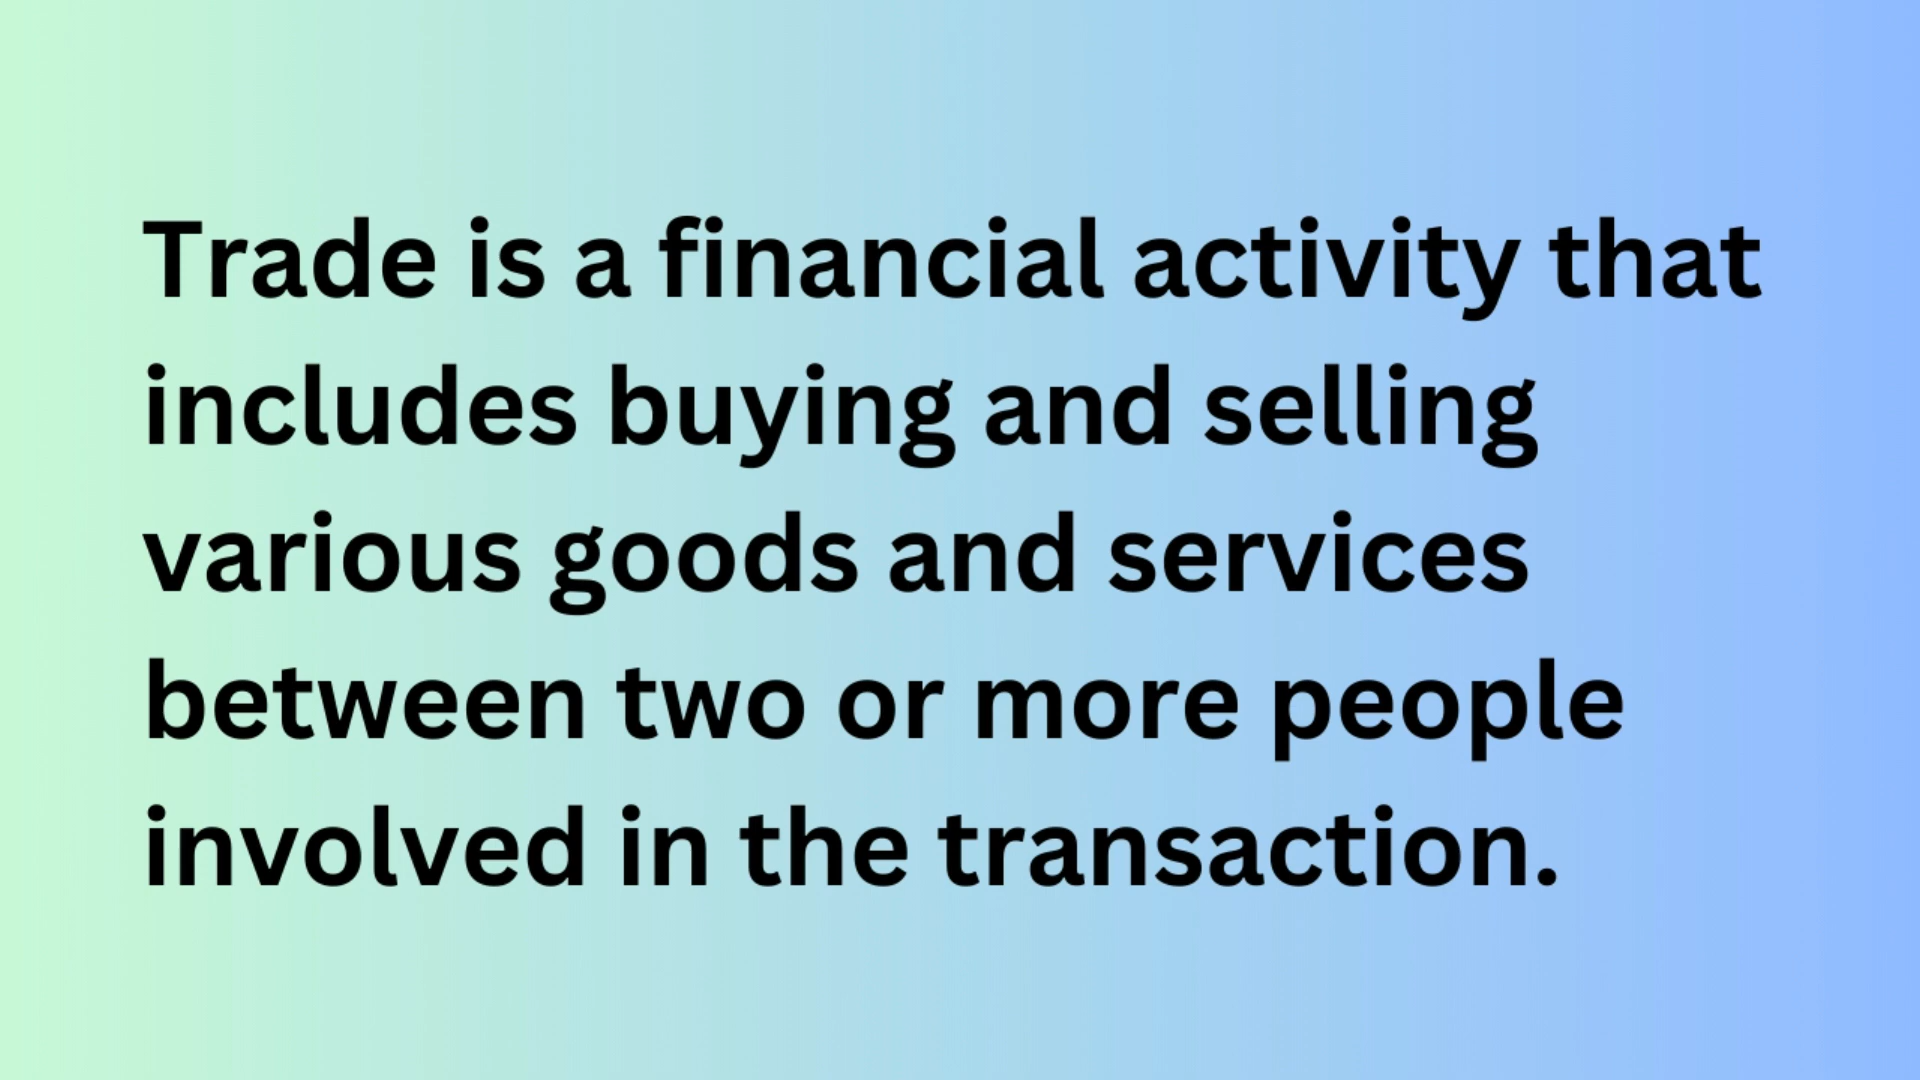 Trade is a financial activity that
includes buying and selling
various goods and services
between two or more people
involved in the transaction.